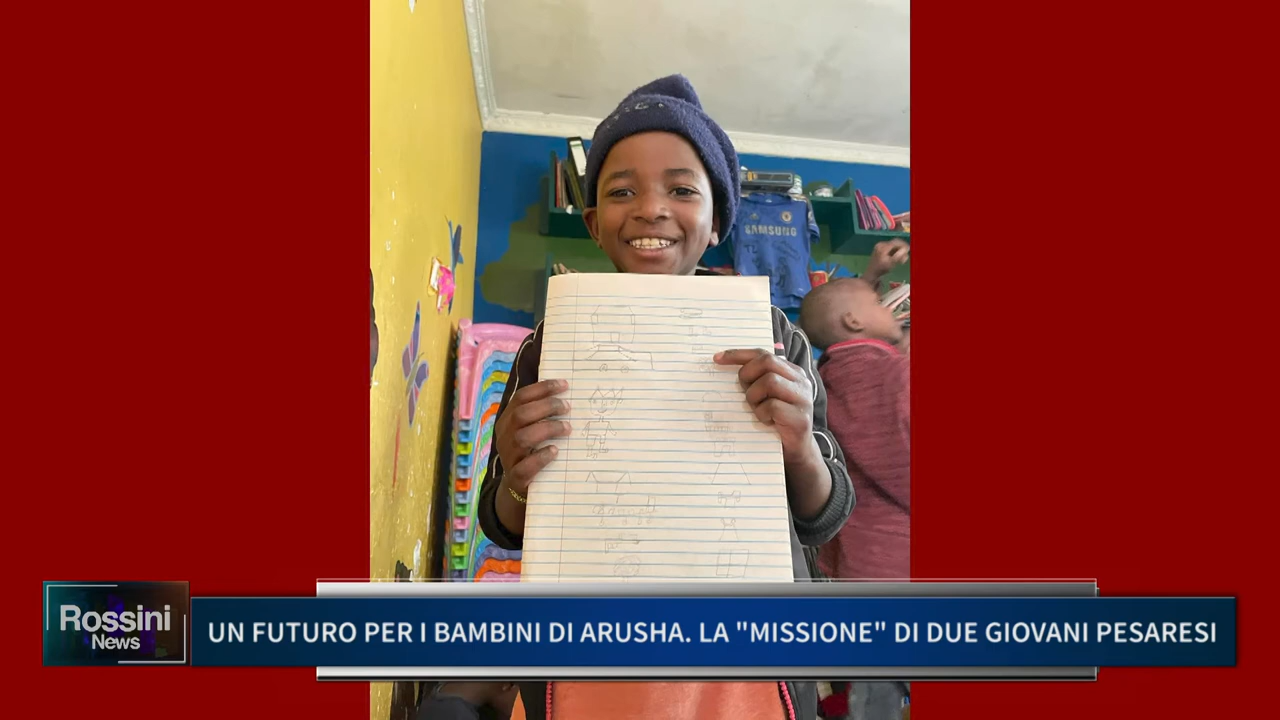 SAMSUNG
Rossini
News
UN FUTURO PER I BAMBINI DI ARUSHA. LA "MISSIONE" DI DUE GIOVANI PESARESI